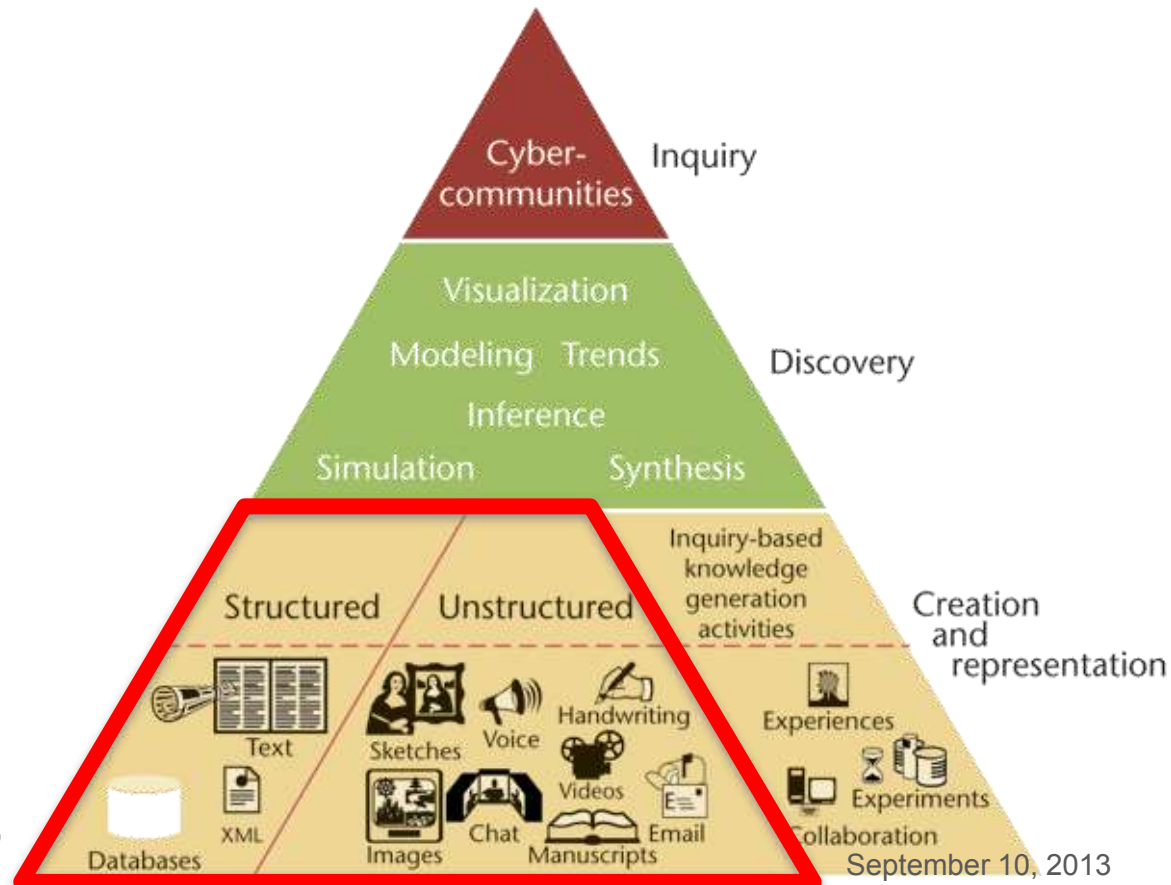 Cyber-
communities
Inquiry
Visualization
Modeling Trends
Discovery
Inference
Simulation Synthesis
Structured
Unstructured
Inquiry-based
knowledge
generation
activities
Creation
and
representation
Text
Sketches
Voice
Handwriting
Experiences
Databases
XML
Images
Chat
Videos
Manuscripts
Email
Experiments
Collaboration
September 10, 2013